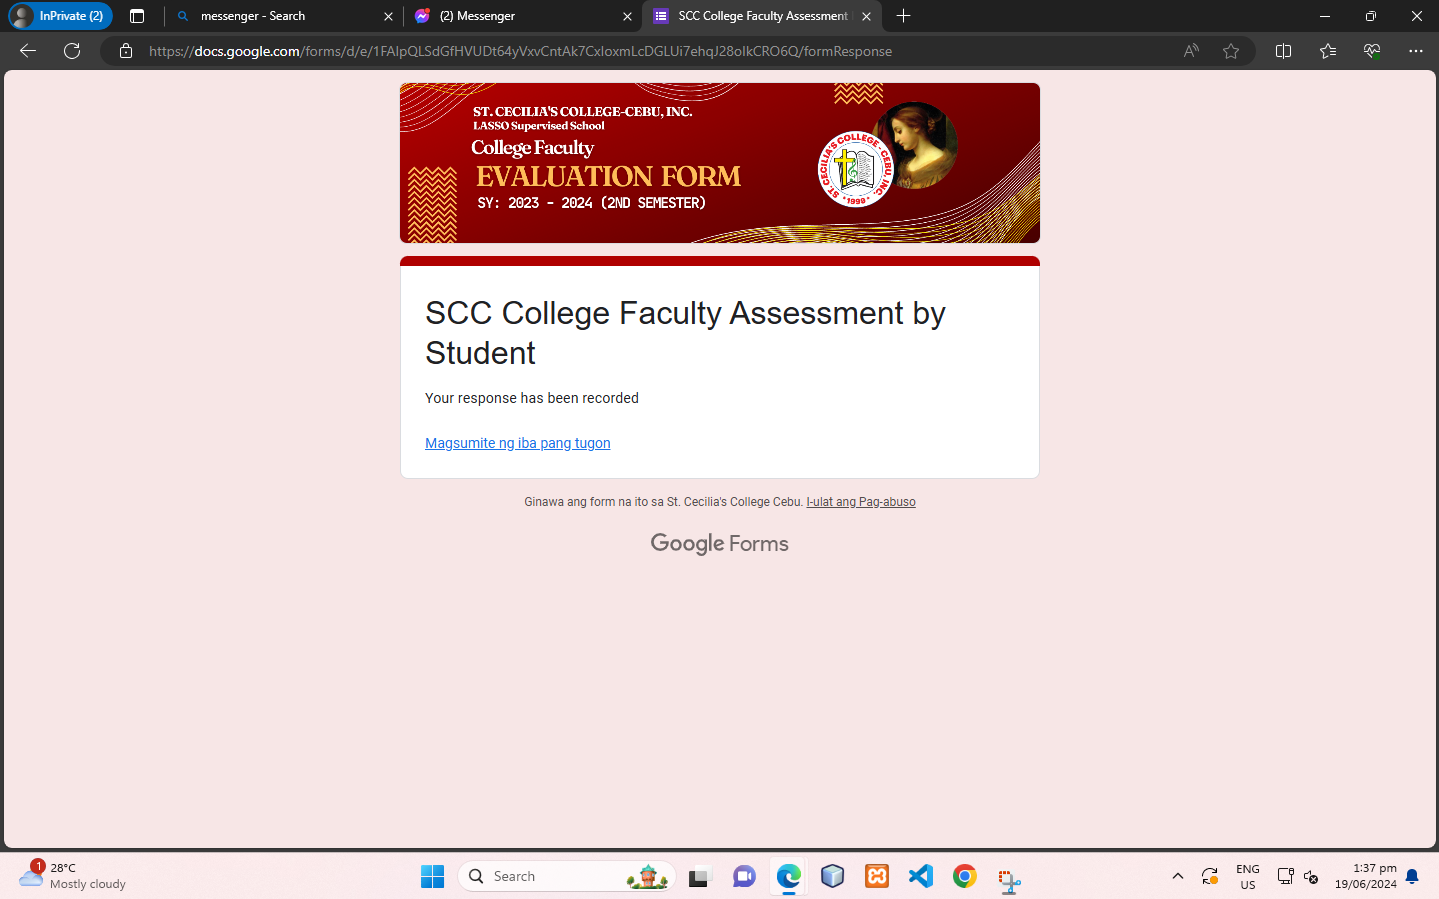 InPrivate (2)
messenger - Search
(2) Messenger
SCC College Faculty Assessment
https://docs.google.com/forms/d/e/1FAIpQLSdGfHVUDt64yVxvCntAk7CxloxmLcDGLUi7ehqJ28oIkCRO6Q/formResponse
ST. CECILIA'S COLLEGE-CEBU, INC.
LASSO Supervised School
College Faculty
EVALUATION FORM
SY: 2023 - 2024 (2ND SEMESTER)
ST. CECILIA'S COLLEGE - CEBU, INC.
• 1999 •
SCC College Faculty Assessment by
Student
Your response has been recorded
Magsumite ng iba pang tugon
Ginawa ang form na ito sa St. Cecilia's College Cebu. I-ulat ang Pag-abuso
Google Forms
1
28°C
Mostly cloudy
Search
ENG
US
1:37 pm
19/06/2024